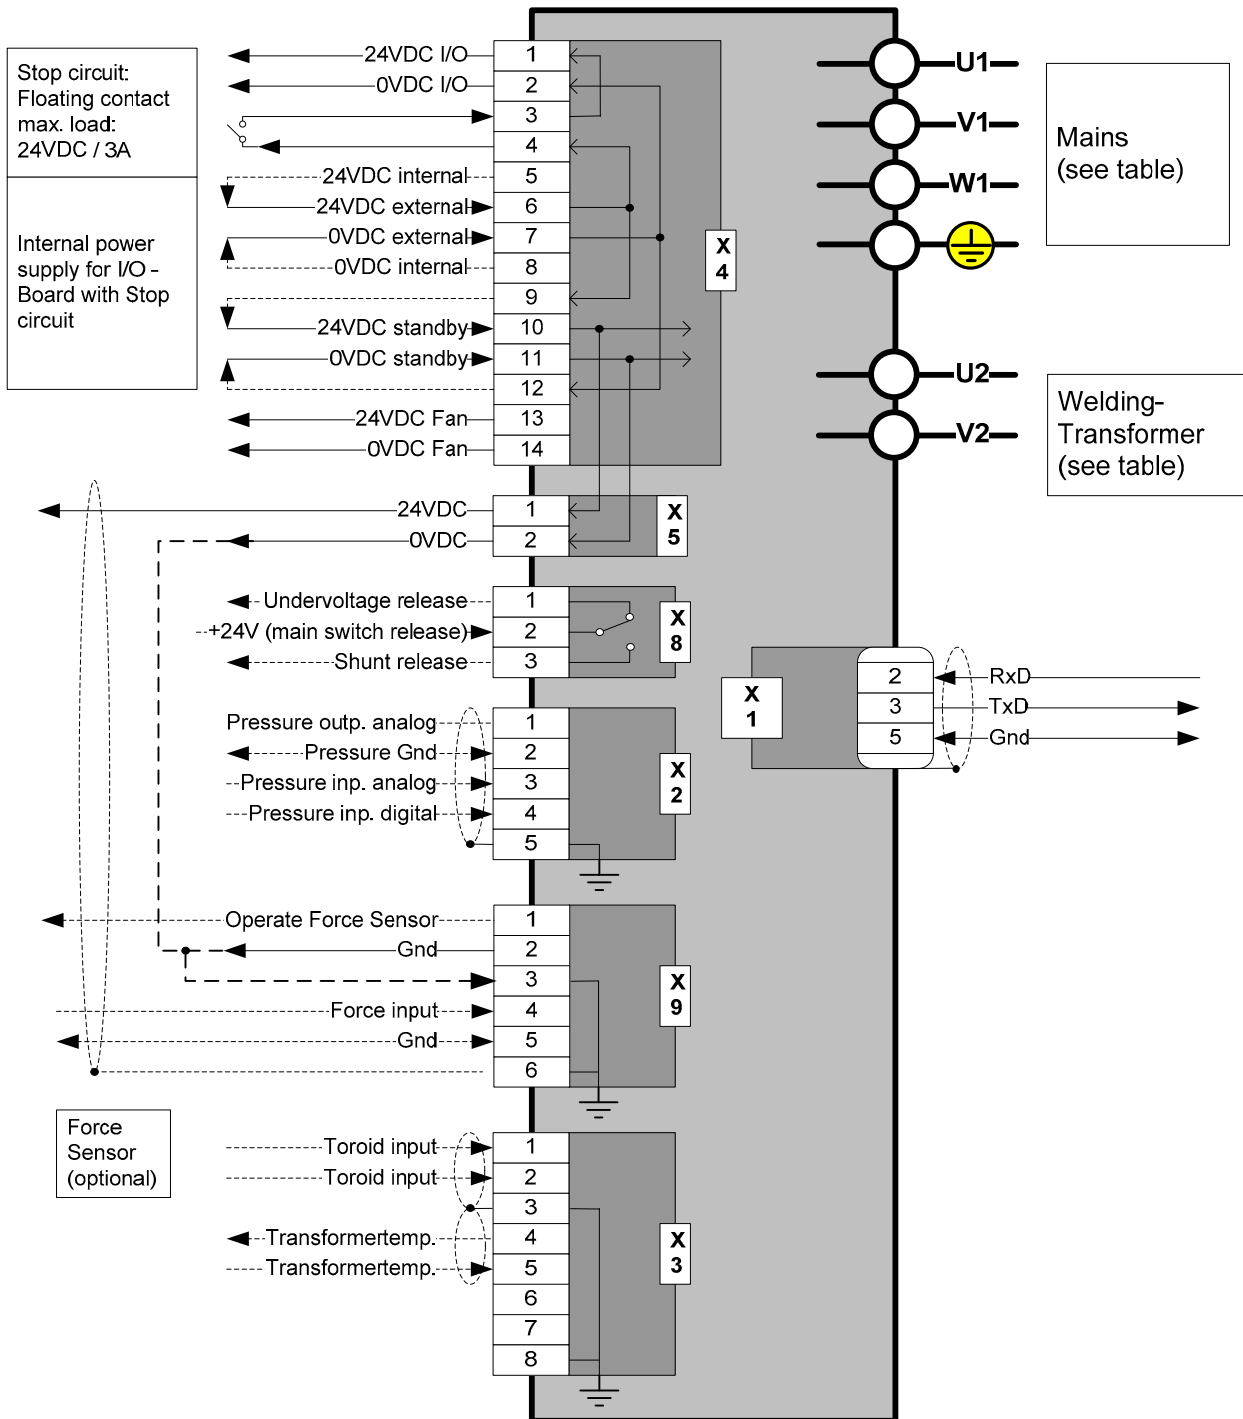 Stop circuit:
Floating contact
max. load:
24VDC / 3A
Internal power
supply for I/O -
Board with Stop
circuit
24VDC I/O
1
0VDC I/O
2
3
4
24VDC internal
5
24VDC external
6
0VDC external
7
0VDC internal
8
9
24VDC standby
10
0VDC standby
11
12
24VDC Fan
13
0VDC Fan
14
X
4
24VDC
1
0VDC
2
X
5
Undervoltage release
1
+24V (main switch release)
2
Shunt release
3
X
8
Pressure outp. analog
1
Pressure Gnd
2
Pressure inp. analog
3
Pressure inp. digital
4
5
X
2
Operate Force Sensor
1
Gnd
2
3
Force input
4
Gnd
5
6
X
9
Force
Sensor
(optional)
Toroid input
1
Toroid input
2
3
Transformertemp.
4
Transformertemp.
5
6
7
8
X
3
U1
V1
W1
Mains
(see table)
U2
V2
Welding-
Transformer
(see table)
X
1
2
RxD
3
TxD
5
Gnd